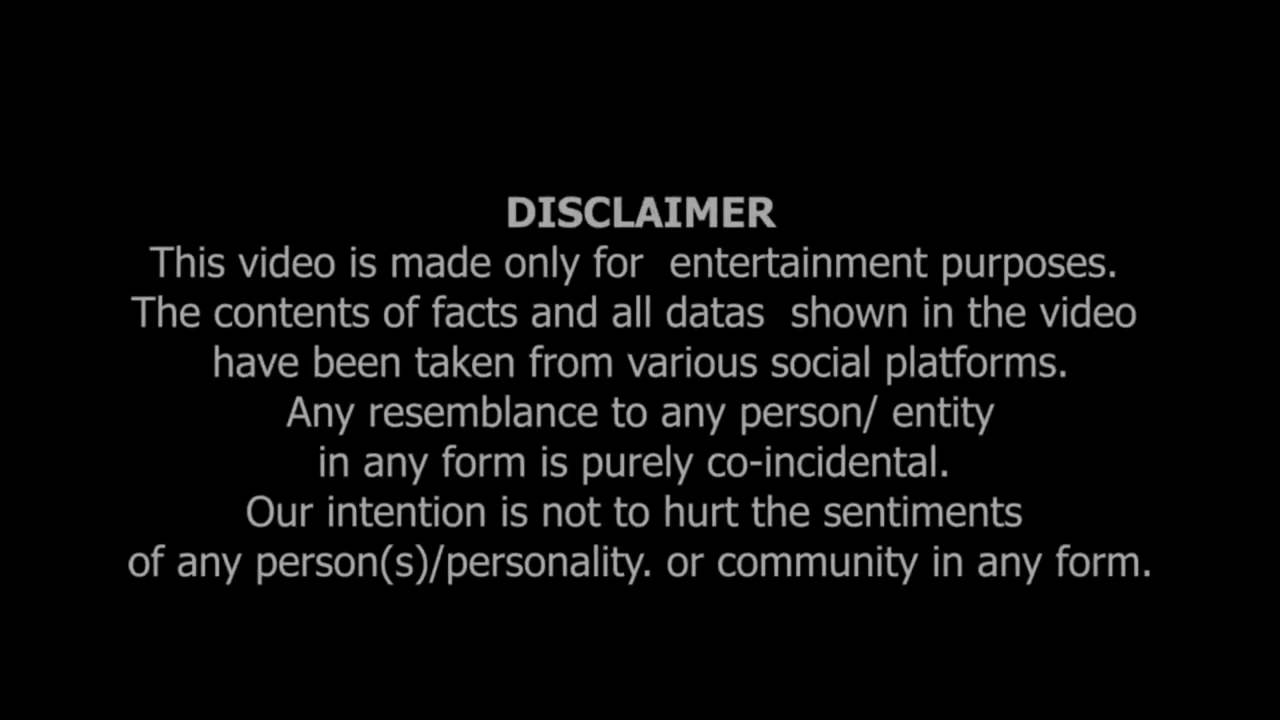 DISCLAIMER
This video is made only for  entertainment purposes.
The contents of facts and all datas  shown in the video
have been taken from various social platforms.
Any resemblance to any person/ entity
in any form is purely co-incidental.
Our intention is not to hurt the sentiments
of any person(s)/personality. or community in any form.